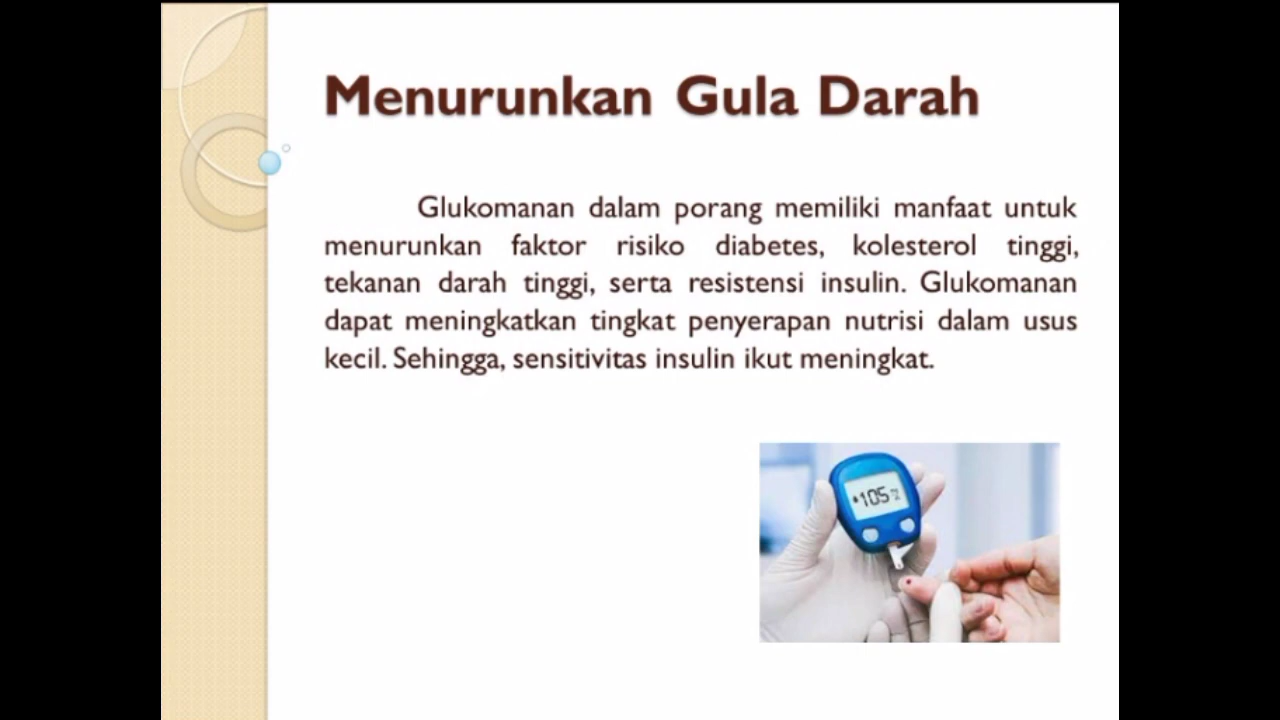 Menurunkan Gula Darah
Glukomanan dalam porang memiliki manfaat untuk
menurunkan faktor risiko diabetes, kolesterol tinggi,
tekanan darah tinggi, serta resistensi insulin. Glukomanan
dapat meningkatkan tingkat penyerapan nutrisi dalam usus
kecil. Sehingga, sensitivitas insulin ikut meningkat.
105